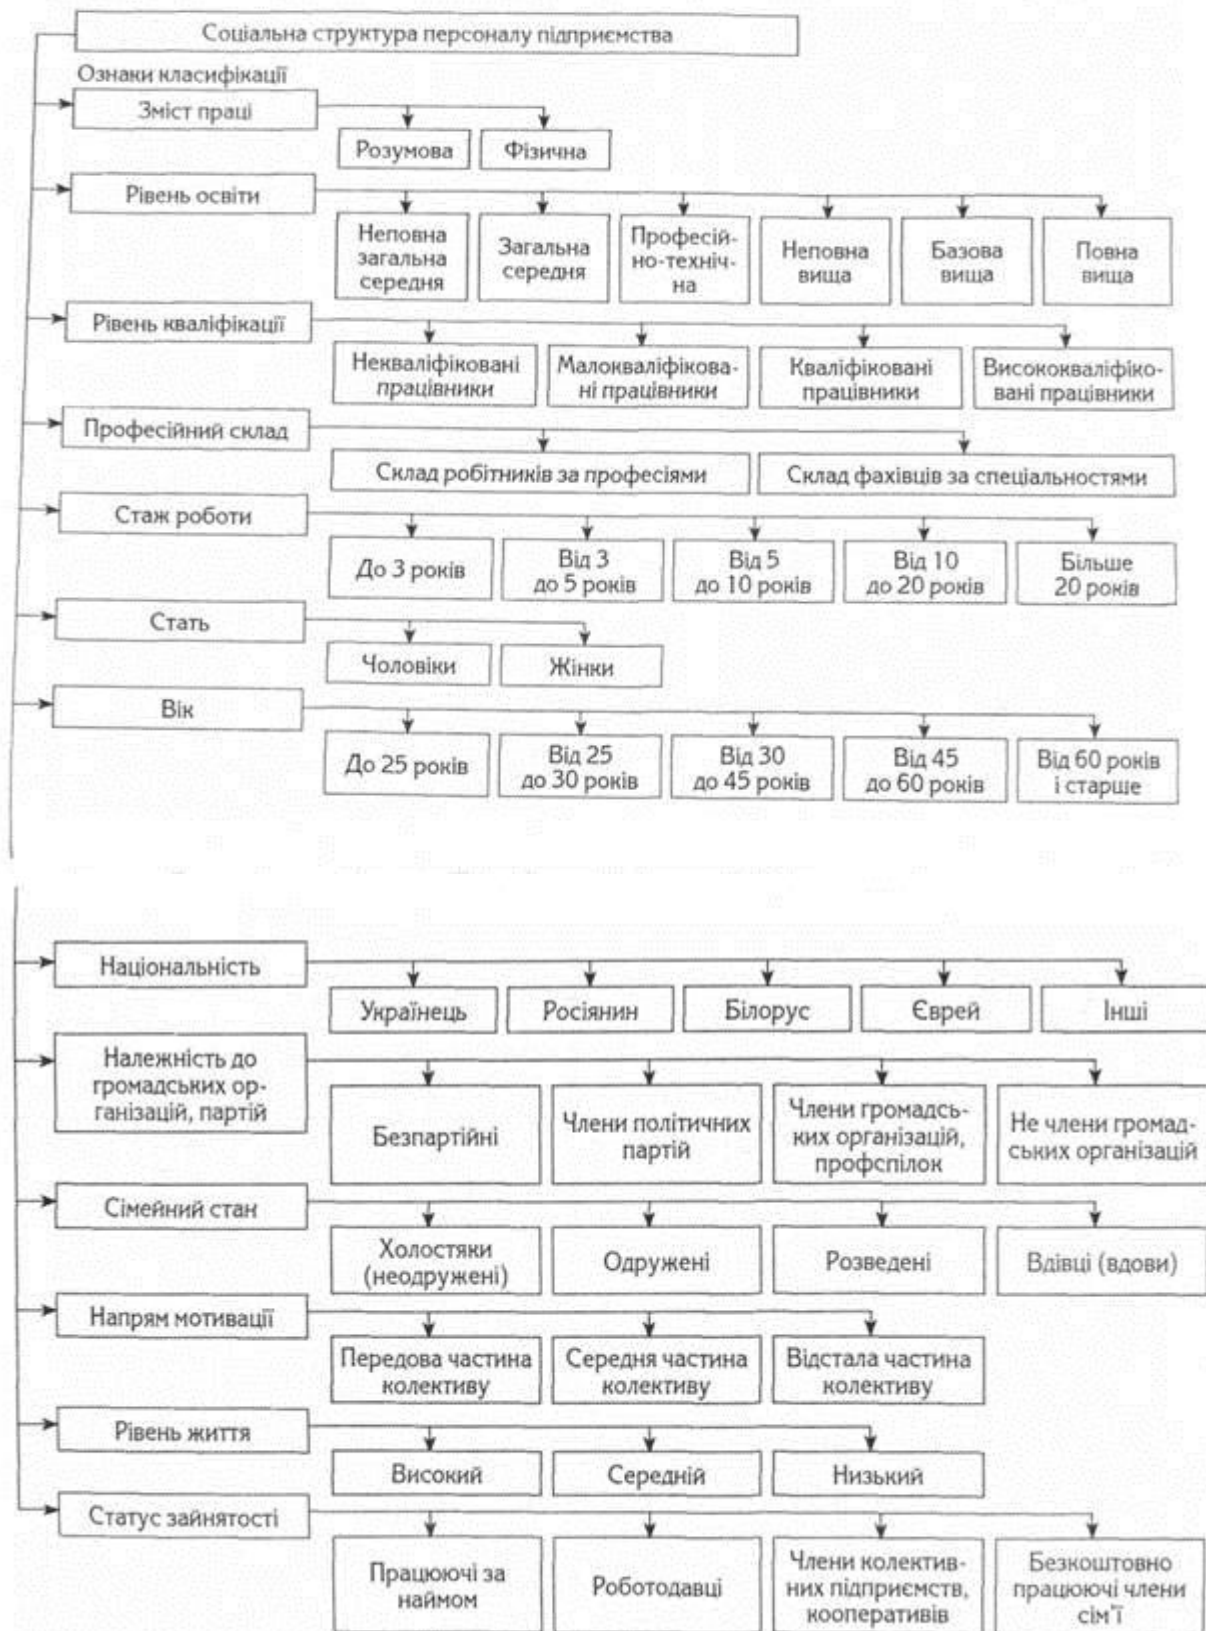 Соціальна структура персоналу підприємства
Ознаки класифікації
Зміст праці
Розумова
Фізична
Рівень освіти
Неповна
загальна
середня
Загальна
середня
Професій-
но-техніч-
на
Неповна
вища
Базова
вища
Повна
вища
Рівень кваліфікації
Некваліфіковані
працівники
Малокваліфікова-
ні працівники
Кваліфіковані
працівники
Висококваліфіко-
вані працівники
Професійний склад
Склад робітників за професіями
Склад фахівців за спеціальностями
Стаж роботи
До 3 років
Від 3
до 5 років
Від 5
до 10 років
Від 10
до 20 років
Більше
20 років
Стать
Чоловіки
Жінки
Вік
До 25 років
Від 25
до 30 років
Від 30
до 45 років
Від 45
до 60 років
Від 60 років
і старше
Національність
Українець
Росіянин
Білорус
Єврей
Інші
Належність до
громадських ор-
ганізацій, партій
Безпартійні
Члени політичних
партій
Члени громадсь-
ких організацій,
профспілок
Не члени громад-
ських організацій
Сімейний стан
Холостяки
(неодружені)
Одружені
Розведені
Вдівці (вдови)
Напрям мотивації
Передова частина
колективу
Середня частина
колективу
Відстала частина
колективу
Рівень життя
Високий
Середній
Низький
Статус зайнятості
Працюючі за
наймом
Роботодавці
Члени колектив-
них підприємств,
кооперативів
Безкоштовно
працюючі члени
сім'ї